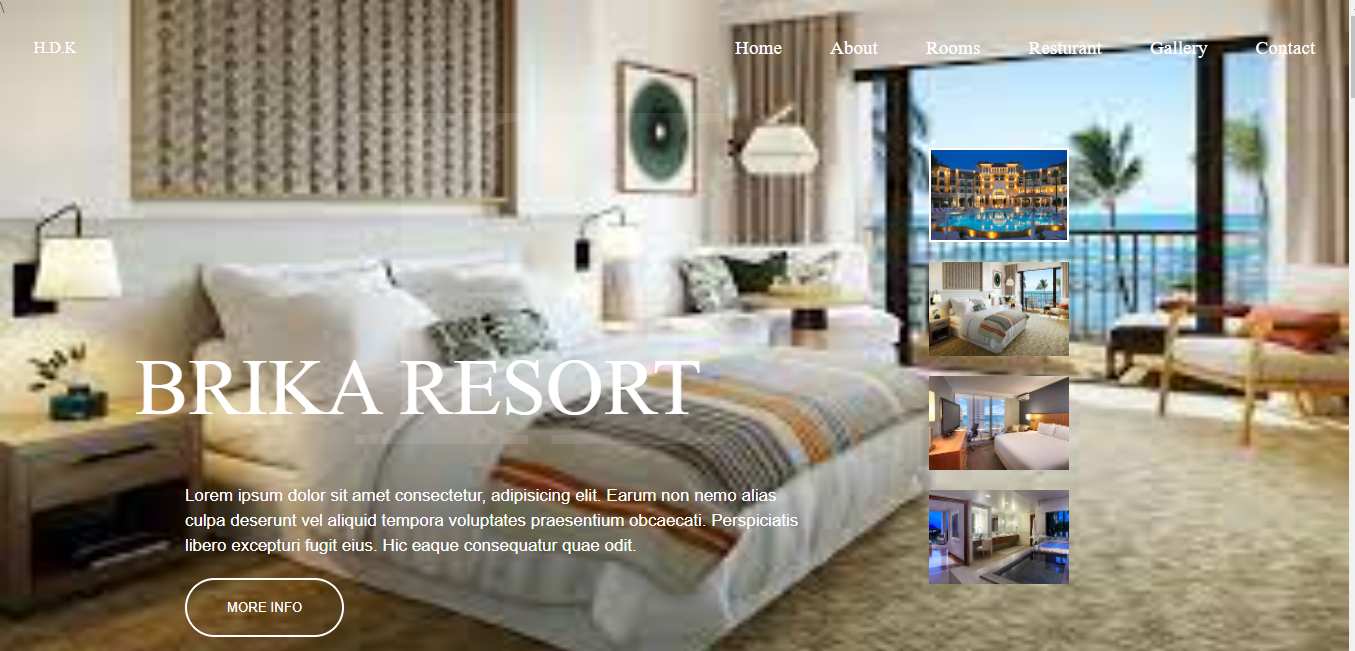 \
H.D.K
Home About Rooms Resturant Gallery Contact
BRIKA RESORT
Lorem ipsum dolor sit amet consectetur, adipisicing elit. Earum non nemo alias
culpa deserunt vel aliquid tempora voluptates praesentium obcaecati. Perspiciatis
libero excepturi fugit eius. Hic eaque consequatur quae odit.
MORE INFO